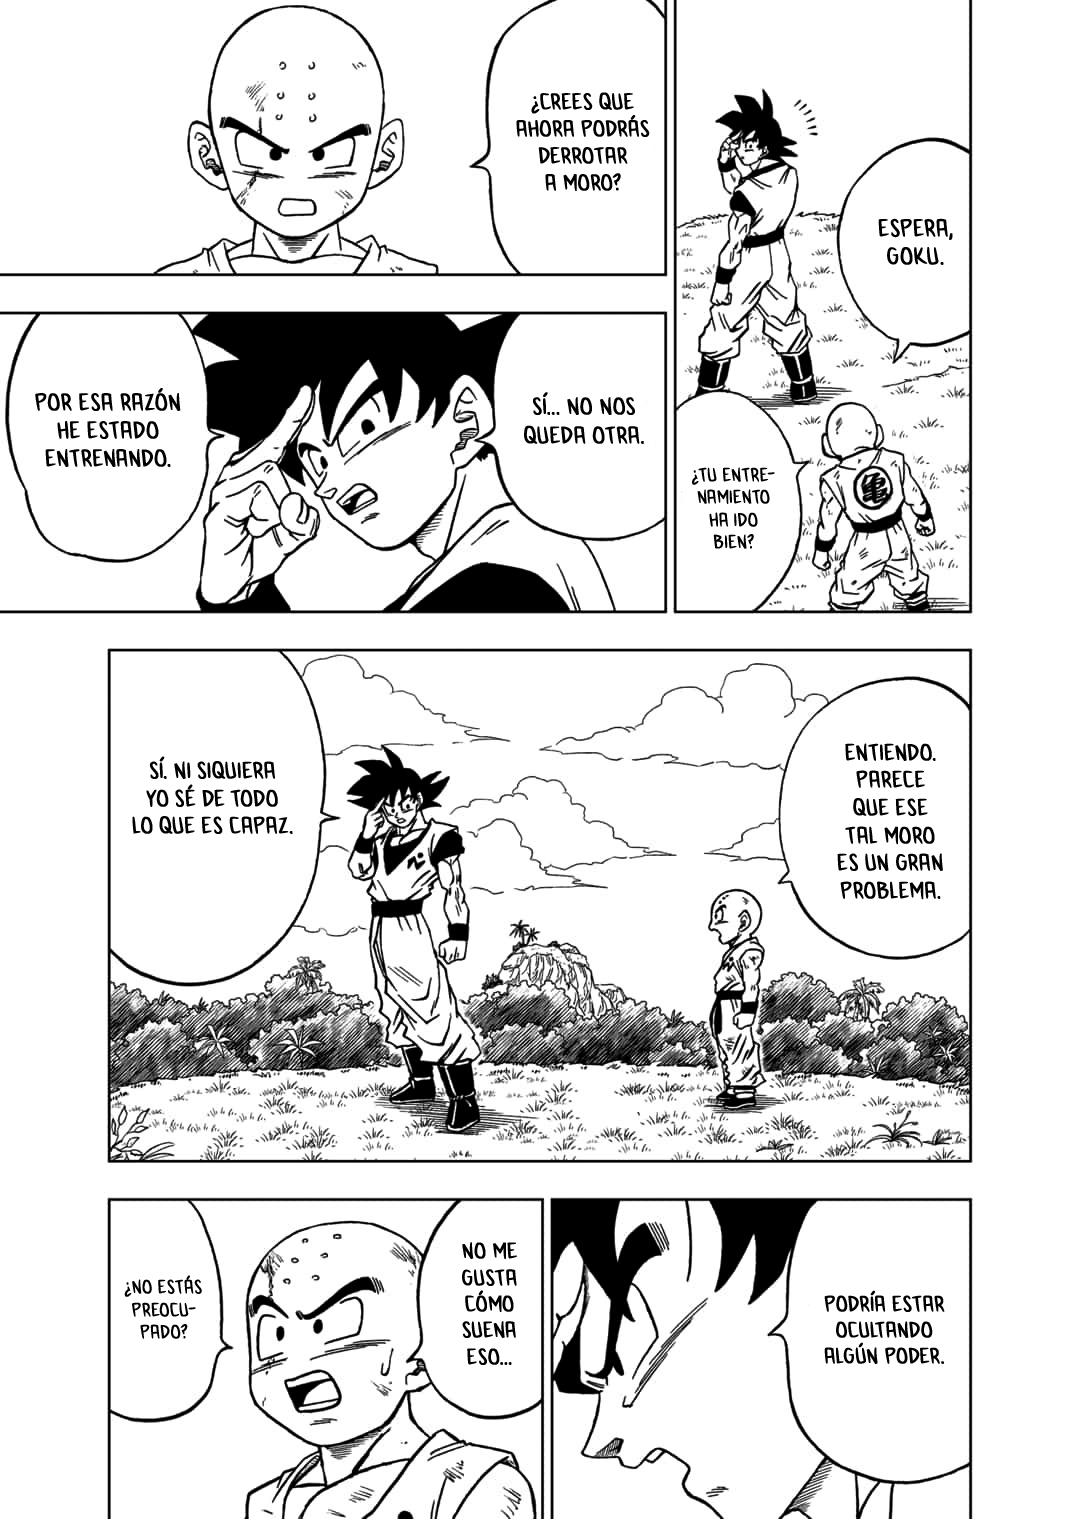 ESPERA,
GOKU.
¿TU ENTRE-
NAMIENTO
HA IDO
BIEN?
¿CREES QUE
AHORA PODRÁS
DERROTAR
A MORO?
SÍ... NO NOS
QUEDA OTRA.
POR ESA RAZÓN
HE ESTADO
ENTRENANDO.
ENTIENDO.
PARECE
QUE ESE
TAL MORO
ES UN GRAN
PROBLEMA.
SÍ. NI SIQUIERA
YO SÉ DE TODO
LO QUE ES CAPAZ.
PODRÍA ESTAR
OCULTANDO
ALGÚN PODER.
NO ME
GUSTA
CÓMO
SUENA
ESO...
¿NO ESTÁS
PREOCU-
PADO?
亀